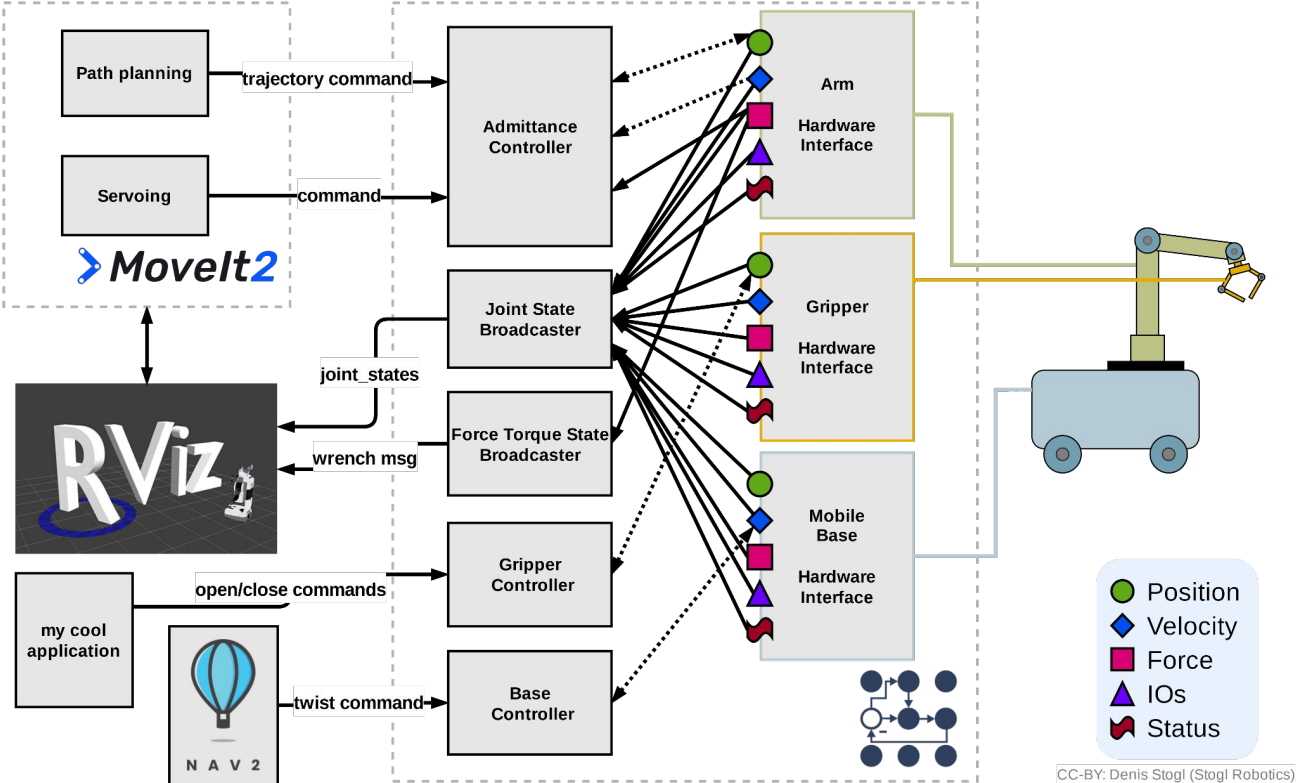 Path planning
trajectory command
Servoing
command
MoveIt2
Admittance
Controller
Arm
Hardware
Interface
Joint State
Broadcaster
joint_states
Gripper
Hardware
Interface
RViz
Force Torque State
Broadcaster
wrench msg
Mobile
Base
Hardware
Interface
Gripper
Controller
open/close commands
my cool
application
NAV2
twist command
Base
Controller
Position
Velocity
Force
IOs
Status
CC-BY: Denis Stogl (Stogl Robotics)